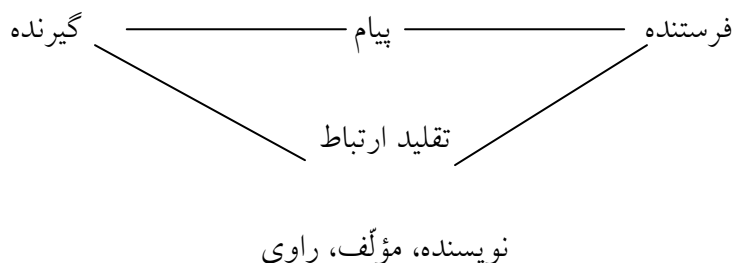 فرستنده پیام گیرنده
تقلید ارتباط
نویسنده، مؤلّف، راوی